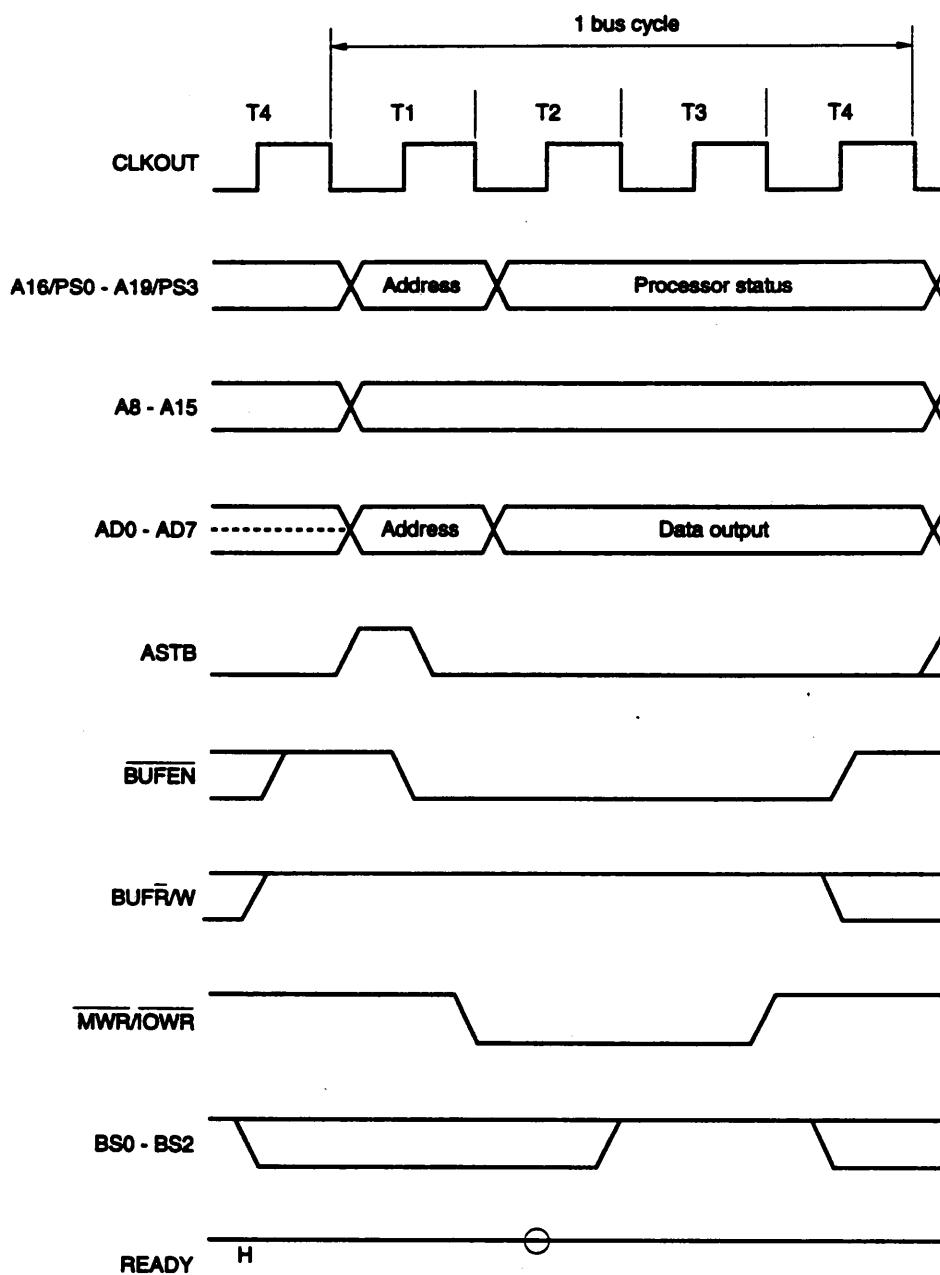 1 bus cycle
T4 T1 T2 T3 T4
CLKOUT
A16/PS0 - A19/PS3 Address Processor status
A8 - A15
AD0 - AD7 Address Data output
ASTB
BUFEN
BUFR/W
MWR/IOWR
BS0 - BS2
H
READY